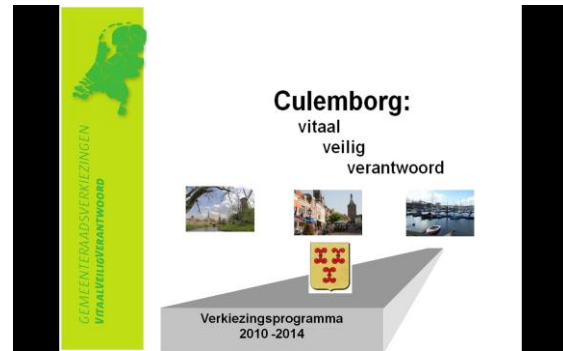 GEMEENTERAADSVERKIEZINGEN
VITAALVEILIGVERANTWOORD
Culemborg:
vitaal
veilig
verantwoord
Verkiezingsprogramma
2010 -2014